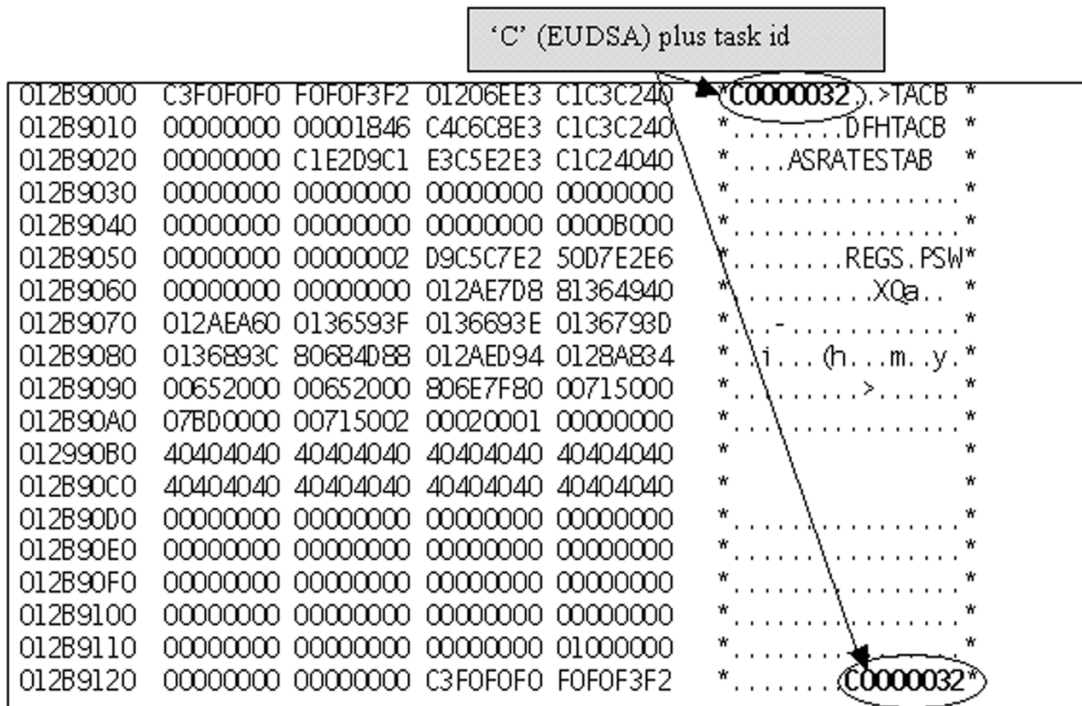 ‘C’ (EUDSA) plus task id
012B9000 C3F0F0F0 F0F0F3F2 01206EE3 C1C3C240 *C0000032..>TACB *
012B9010 00000000 00001846 C4C6C8E3 C1C3C240 *........DFHTACB *
012B9020 00000000 C1E2D9C1 E3C5E2E3 C1C24040 *....ASRATESTAB *
012B9030 00000000 00000000 00000000 00000000 *................*
012B9040 00000000 00000000 00000000 0000B000 *................*
012B9050 00000000 00000002 D9C5C7E2 50D7E2E6 *........REGS.PSW*
012B9060 00000000 00000000 012AE7D8 81364940 *..........XQa.. *
012B9070 012AEA60 0136593F 0136693E 0136793D *...-............*
012B9080 0136893C 80684D88 012AED94 0128A834 *..i...(h...m..y.*
012B9090 00652000 00652000 806E7F80 00715000 *.........>......*
012B90A0 07BD0000 00715002 00020001 00000000 *................*
012990B0 40404040 40404040 40404040 40404040 * *
012B90C0 40404040 40404040 40404040 40404040 * *
012B90D0 00000000 00000000 00000000 00000000 *................*
012B90E0 00000000 00000000 00000000 00000000 *................*
012B90F0 00000000 00000000 00000000 00000000 *................*
012B9100 00000000 00000000 00000000 00000000 *................*
012B9110 00000000 00000000 00000000 01000000 *................*
012B9120 00000000 00000000 C3F0F0F0 F0F0F3F2 *........C0000032*